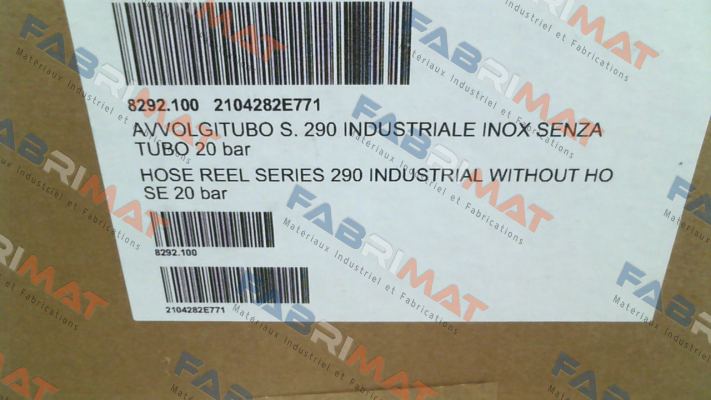 8292.100 2104282E771
AVVOLGITUBO S. 290 INDUSTRIALE INOX SENZA
TUBO 20 bar
HOSE REEL SERIES 290 INDUSTRIAL WITHOUT HO
SE 20 bar
8292.100
2104282E771
FABRIMAT
Matériaux Industriel et Fabrications